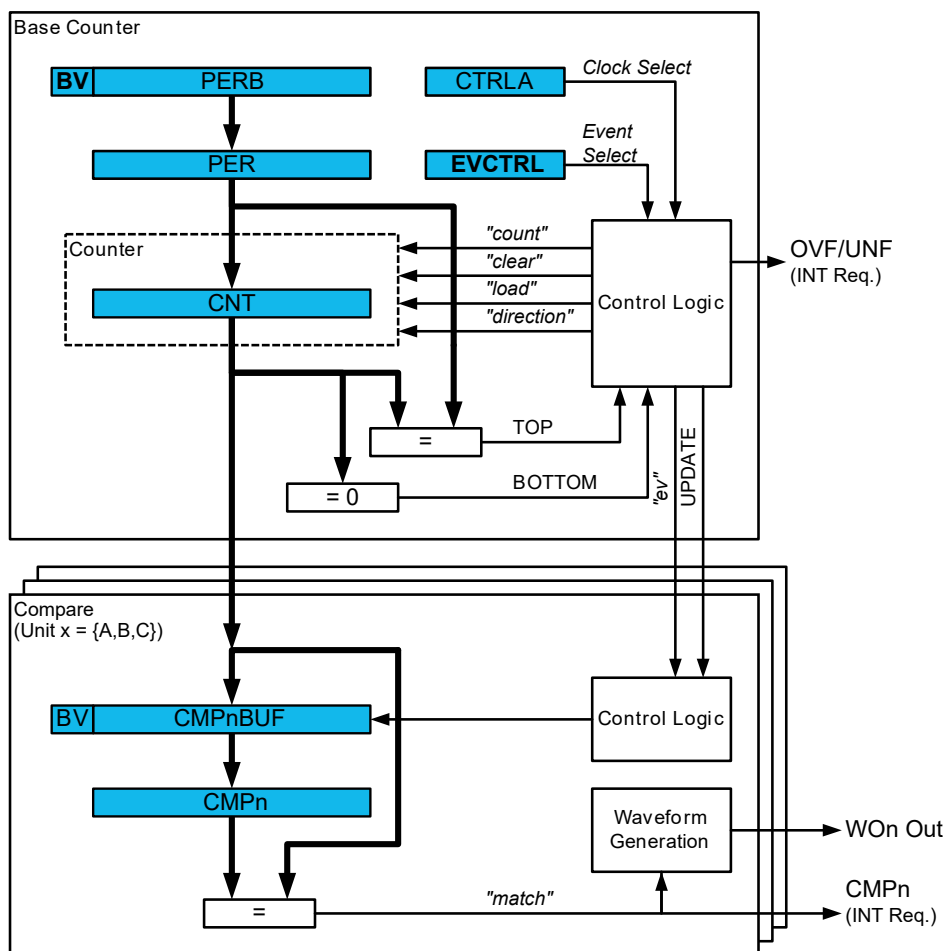 Base Counter
BV PERB
CTRLA
Clock Select
PER
EVCTRL
Event
Select
Counter
CNT
"count"
"clear"
"load"
"direction"
Control Logic
OVF/UNF
(INT Req.)
=
TOP
= 0
BOTTOM
"ev"
UPDATE
Compare
(Unit x = {A,B,C})
BV CMPnBUF
Control Logic
CMPn
Waveform
Generation
WOn Out
=
"match"
CMPn
(INT Req.)